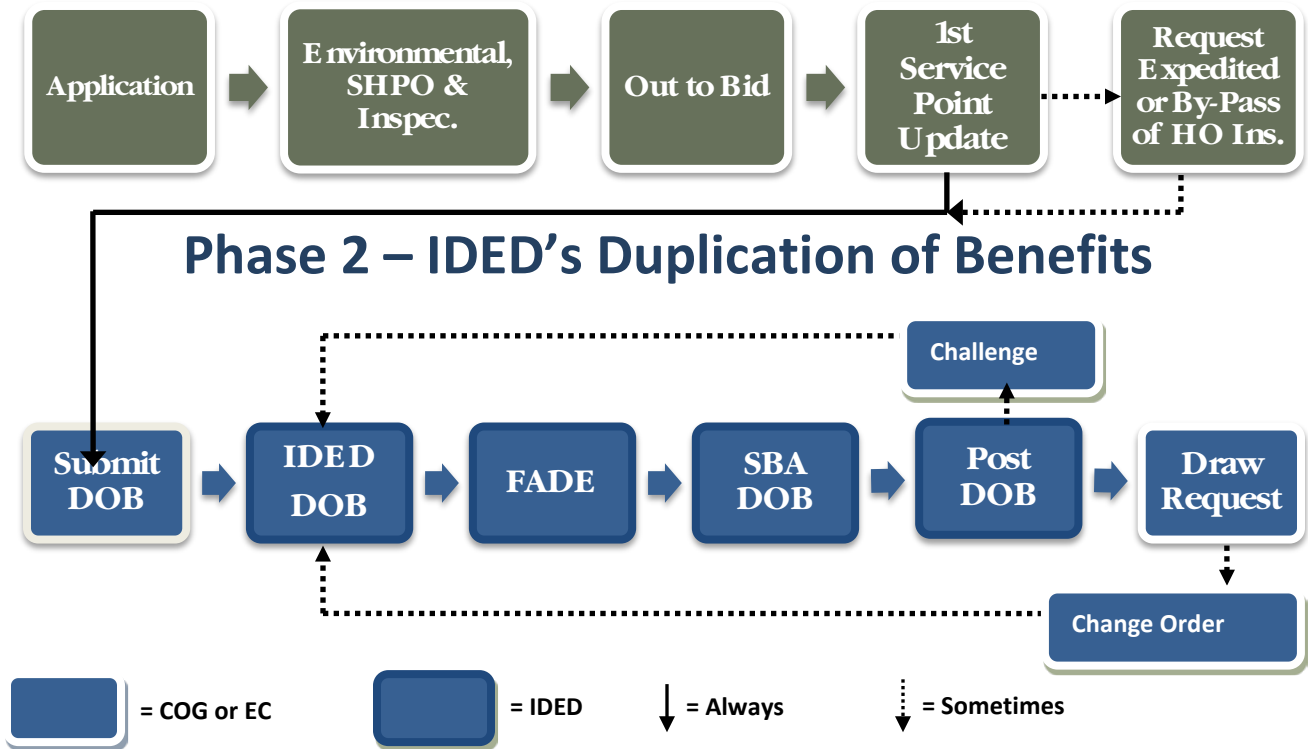 Application
Environmental,
SHPO &
Inspec.
Out to Bid
1st
Service
Point
Update
Request
Expedited
or By-Pass
of HO Ins.
Phase 2 – IDED's Duplication of Benefits
Challenge
Submit
DOB
IDED
DOB
FADE
SBA
DOB
Post
DOB
Draw
Request
Change Order
= COG or EC
= IDED
= Always
= Sometimes